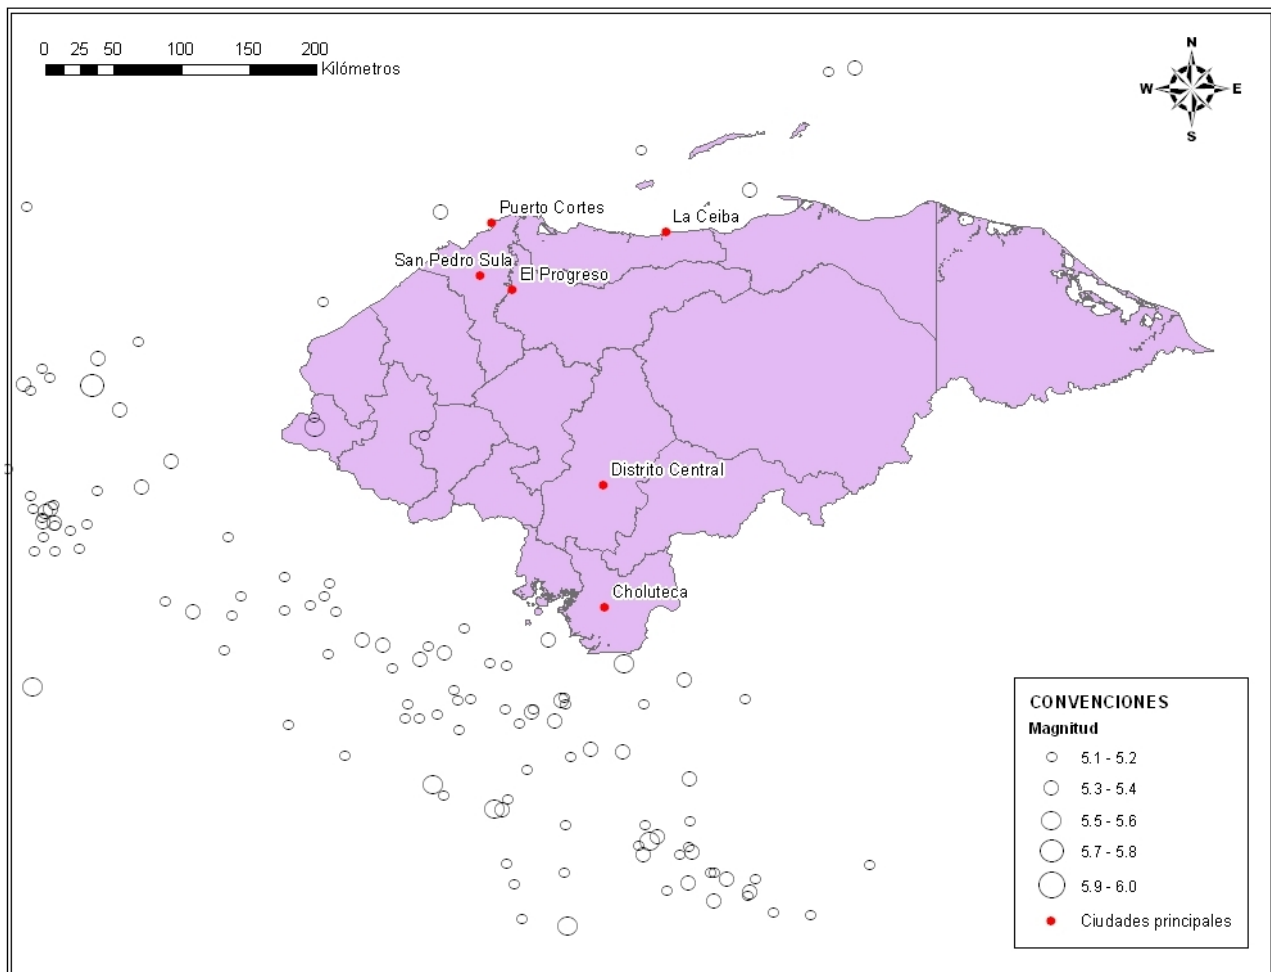 0 25 50 100 150 200
Kilómetros
N
W E
S
Puerto Cortes
La Ceiba
San Pedro Sula
El Progreso
Distrito Central
Choluteca
CONVENCIONES
Magnitud
5.1 - 5.2
5.3 - 5.4
5.5 - 5.6
5.7 - 5.8
5.9 - 6.0
Ciudades principales